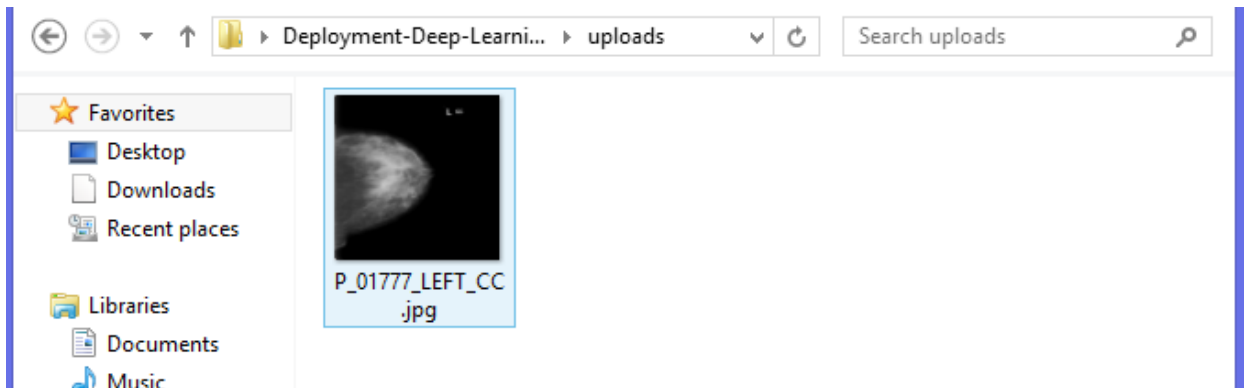 Deployment-Deep-Learni... uploads
Search uploads
Favorites
Desktop
Downloads
Recent places
Libraries
Documents
Music
L
P_01777_LEFT_CC
.jpg